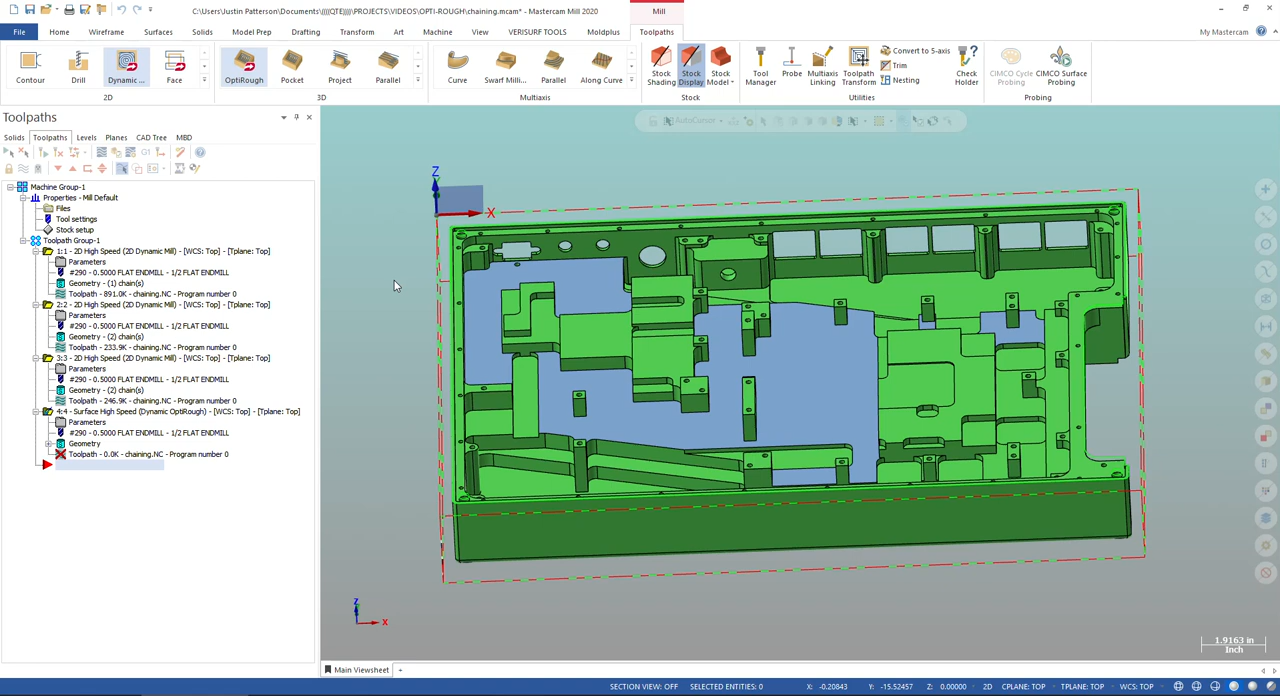 C:\Users\Justin Patterson\Documents\((((QTE))))\PROJECTS\VIDEOS\OPTI-ROUGH\chaining.mcam* - Mastercam Mill 2020
Mill
File Home Wireframe Surfaces Solids Model Prep Drafting Transform Art Machine View VERISURF TOOLS Moldplus Toolpaths My Mastercam
Contour Drill Dynamic ... Face OptiRough Pocket Project Parallel Curve Swarf Milli... Parallel Along Curve Stock Shading Stock Display Stock Model Tool Manager Probe Multiaxis Linking Toolpath Transform Convert to 5-axis Trim Nesting Check Holder CIMCO Cycle Probing CIMCO Surface Probing
2D 3D Multiaxis Stock Utilities Probing
Toolpaths
Solids Toolpaths Levels Planes CAD Tree MBD
AutoCursor
G1
Machine Group-1
Properties - Mill Default
Files
Tool settings
Stock setup
Toolpath Group-1
1:1 - 2D High Speed (2D Dynamic Mill) - [WCS: Top] - [Tplane: Top]
Parameters
#290 - 0.5000 FLAT ENDMILL - 1/2 FLAT ENDMILL
Geometry - (1) chain(s)
Toolpath - 891.0K - chaining.NC - Program number 0
2:2 - 2D High Speed (2D Dynamic Mill) - [WCS: Top] - [Tplane: Top]
Parameters
#290 - 0.5000 FLAT ENDMILL - 1/2 FLAT ENDMILL
Geometry - (2) chain(s)
Toolpath - 233.9K - chaining.NC - Program number 0
3:3 - 2D High Speed (2D Dynamic Mill) - [WCS: Top] - [Tplane: Top]
Parameters
#290 - 0.5000 FLAT ENDMILL - 1/2 FLAT ENDMILL
Geometry - (2) chain(s)
Toolpath - 246.9K - chaining.NC - Program number 0
4:4 - Surface High Speed (Dynamic OptiRough) - [WCS: Top] - [Tplane: Top]
Parameters
#290 - 0.5000 FLAT ENDMILL - 1/2 FLAT ENDMILL
Geometry
Toolpath - 0.0K - chaining.NC - Program number 0
Z
X
Z
X
1.9163 in
Inch
Main Viewsheet +
SECTION VIEW: OFF SELECTED ENTITIES: 0 X: -0.20843 Y: -15.52457 Z: 0.00000 2D CPLANE: TOP TPLANE: TOP WCS: TOP